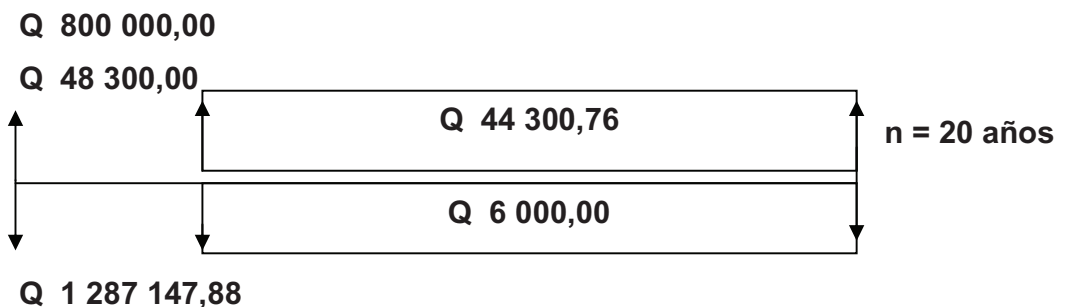 Q 800 000,00
Q 48 300,00
Q 44 300,76
n = 20 años
Q 6 000,00
Q 1 287 147,88